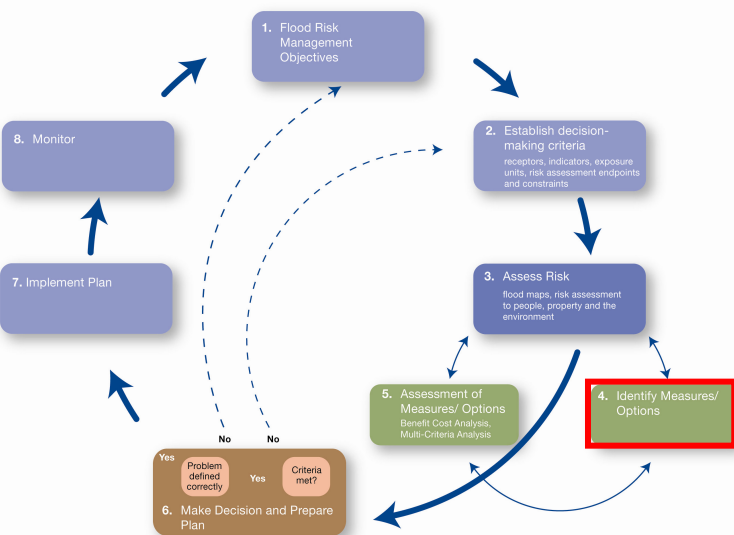 1. Flood Risk
Management
Objectives
2. Establish decision-
making criteria
receptors, indicators, exposure
units, risk assessment endpoints
and constraints
3. Assess Risk
flood maps, risk assessment
to people, property and the
environment
4. Identify Measures/
Options
5. Assessment of
Measures/ Options
Benefit Cost Analysis,
Multi-Criteria Analysis
No
No
Yes
Problem
defined
correctly
Yes
Criteria
met?
6. Make Decision and Prepare
Plan
7. Implement Plan
8. Monitor